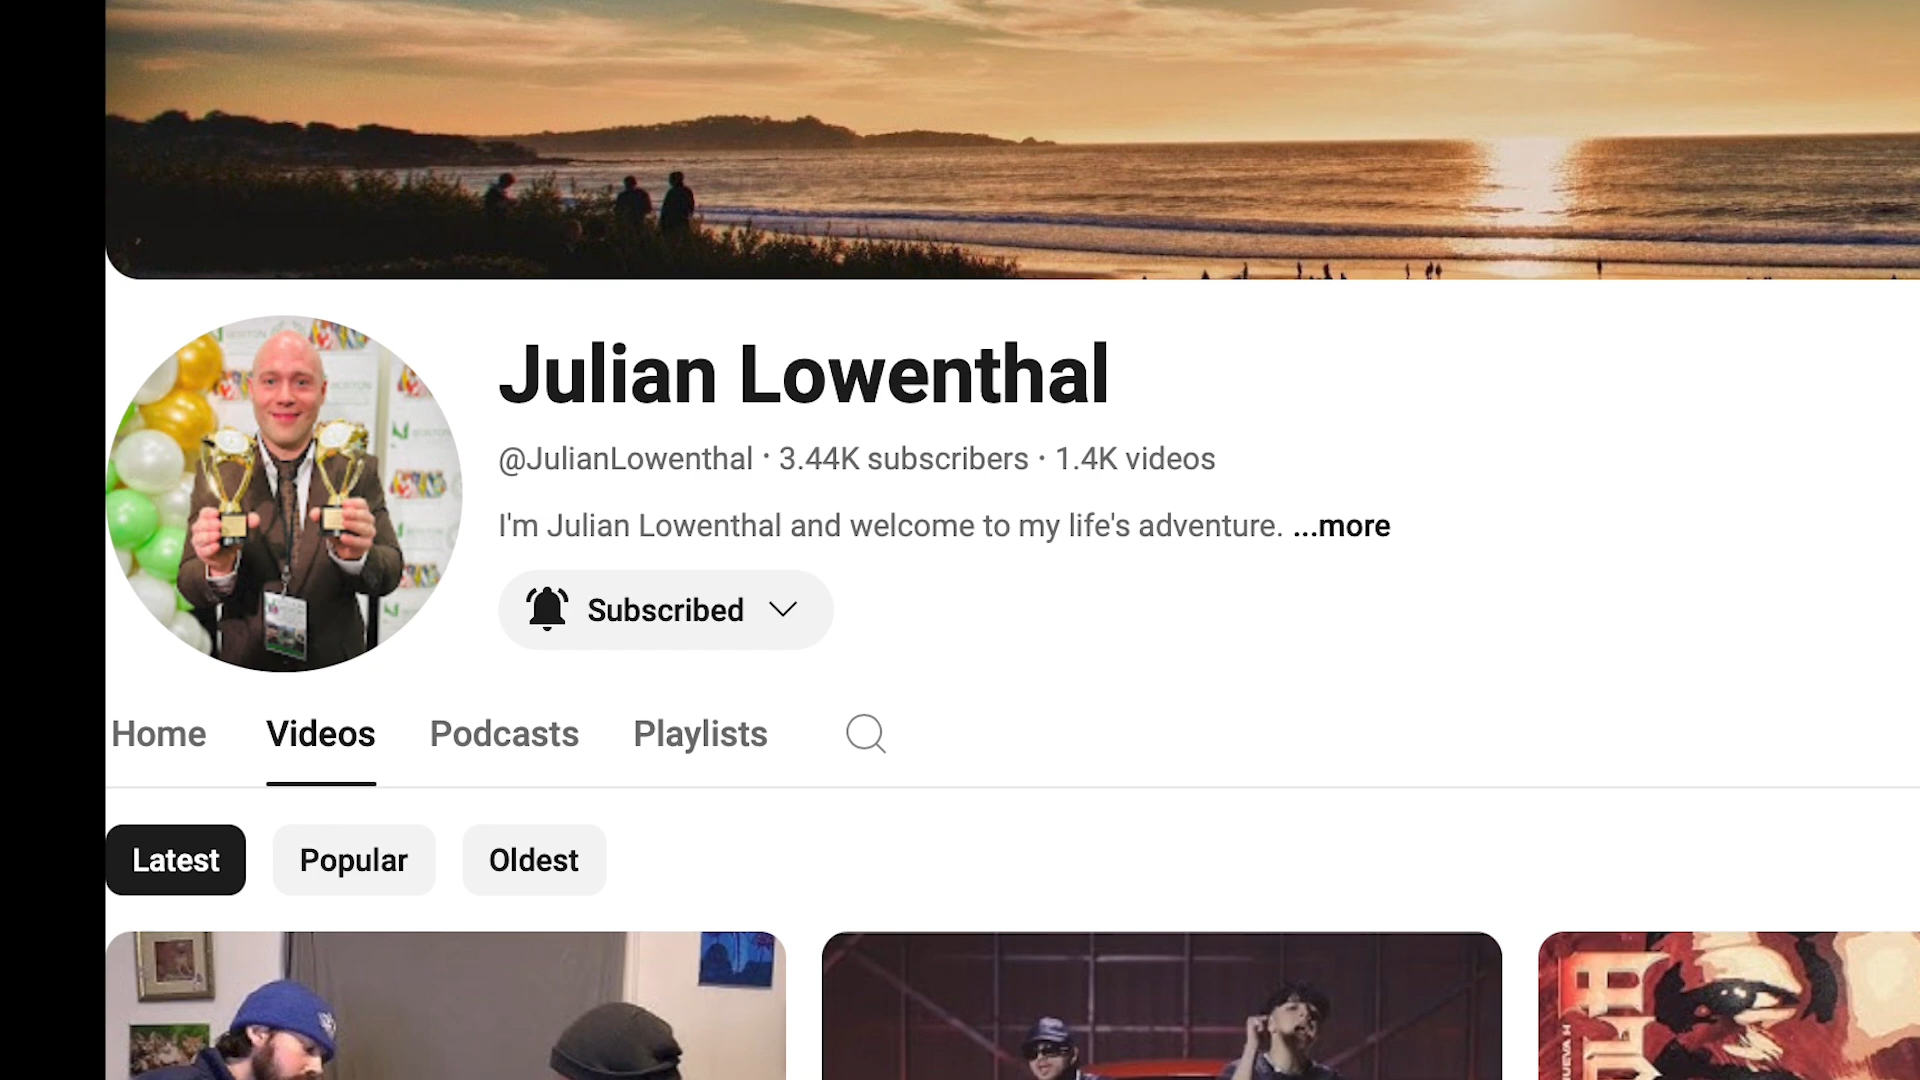 Julian Lowenthal
@JulianLowenthal · 3.44K subscribers · 1.4K videos
I'm Julian Lowenthal and welcome to my life's adventure. ...more
Subscribed
Home Videos Podcasts Playlists
Latest Popular Oldest